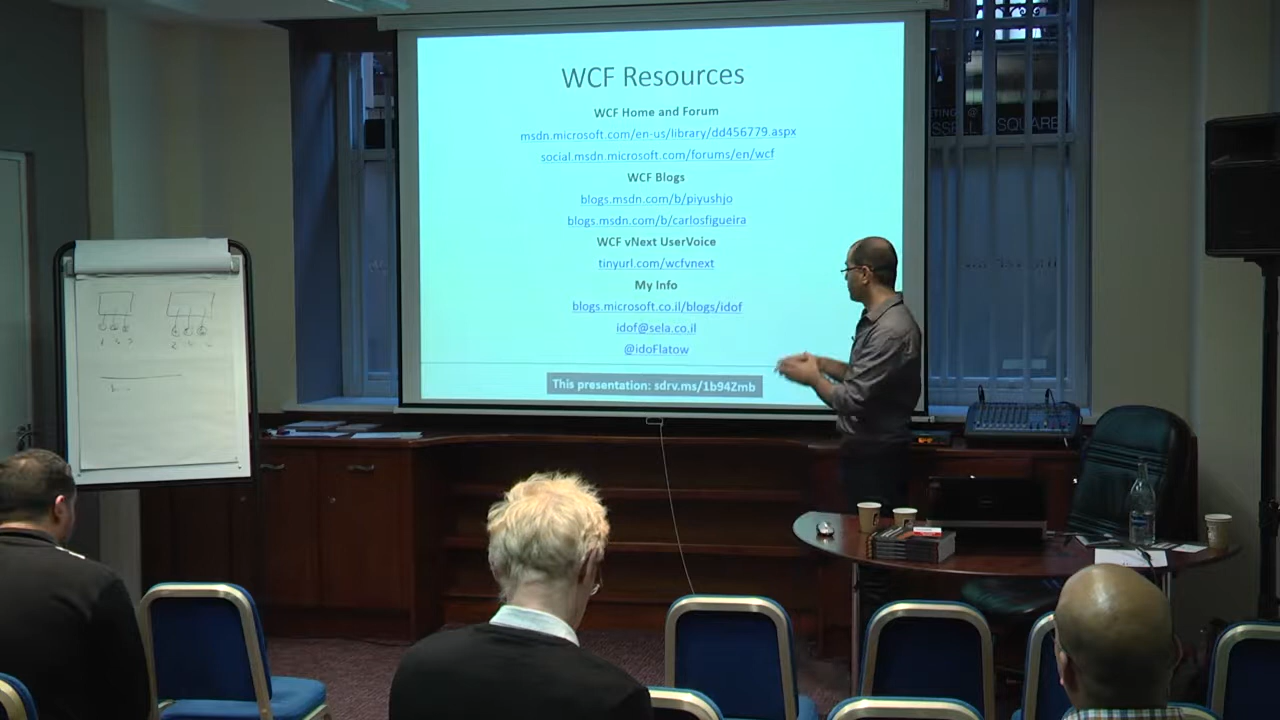 WCF Resources
WCF Home and Forum
msdn.microsoft.com/en-us/library/dd456779.aspx
social.msdn.microsoft.com/forums/en/wcf
WCF Blogs
blogs.msdn.com/b/piyushjo
blogs.msdn.com/b/carlosfigueira
WCF vNext UserVoice
tinyurl.com/wcfvnext
My Info
blogs.microsoft.co.il/blogs/idof
idof@sela.co.il
@idoFlatow
This presentation: sdrv.ms/1b94Zmb
SQUARE